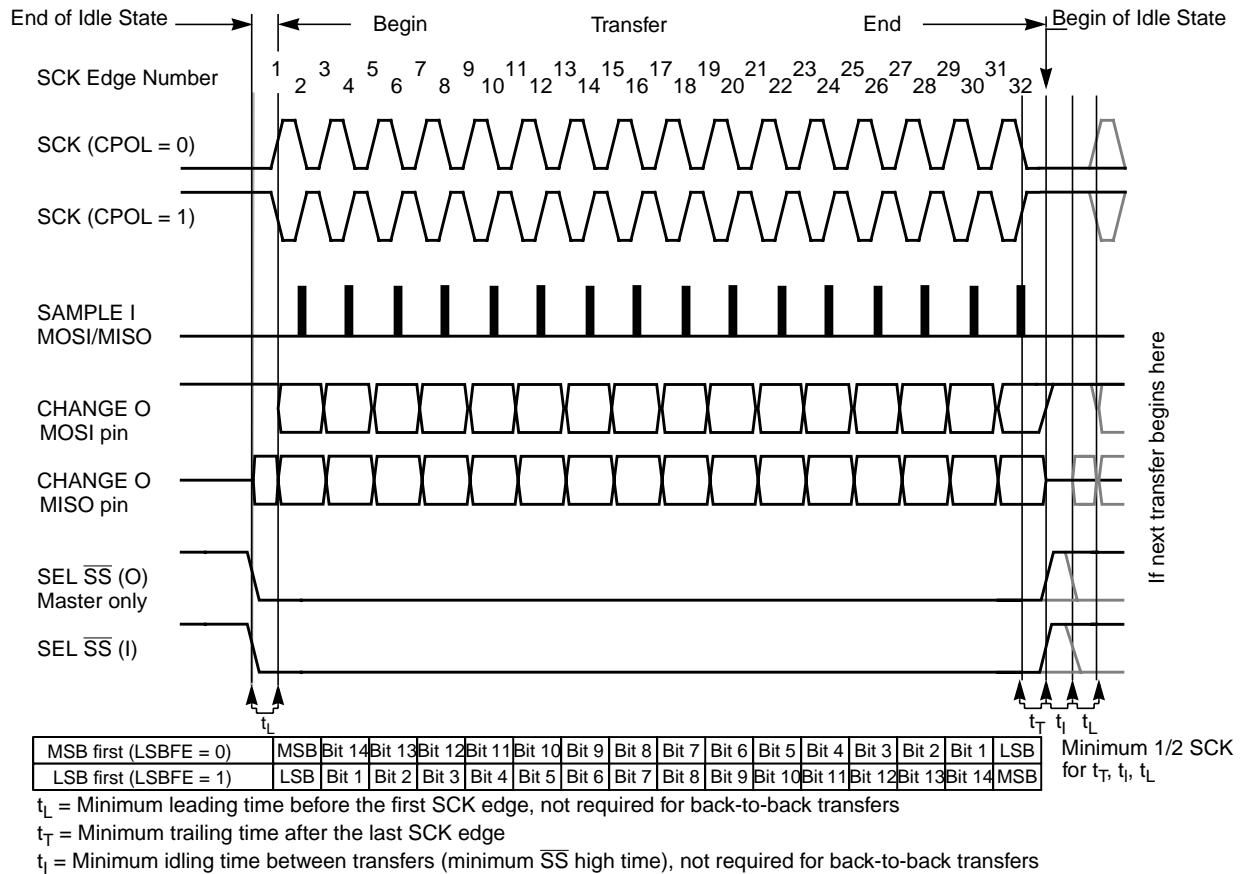 End of Idle State
Begin
Transfer
End
Begin of Idle State
SCK Edge Number
1 3 5 7 9 11 13 15 17 19 21 23 25 27 29 31
2 4 6 8 10 12 14 16 18 20 22 24 26 28 30 32
SCK (CPOL = 0)
SCK (CPOL = 1)
SAMPLE I
MOSI/MISO
CHANGE O
MOSI pin
CHANGE O
MISO pin
SEL S̅S̅ (O)
Master only
SEL S̅S̅ (I)
If next transfer begins here
tL
tT tI tL
MSB first (LSBFE = 0) MSB Bit 14 Bit 13 Bit 12 Bit 11 Bit 10 Bit 9 Bit 8 Bit 7 Bit 6 Bit 5 Bit 4 Bit 3 Bit 2 Bit 1 LSB
LSB first (LSBFE = 1) LSB Bit 1 Bit 2 Bit 3 Bit 4 Bit 5 Bit 6 Bit 7 Bit 8 Bit 9 Bit 10 Bit 11 Bit 12 Bit 13 Bit 14 MSB
Minimum 1/2 SCK
for tT, tI, tL
tL = Minimum leading time before the first SCK edge, not required for back-to-back transfers
tT = Minimum trailing time after the last SCK edge
tI = Minimum idling time between transfers (minimum S̅S̅ high time), not required for back-to-back transfers